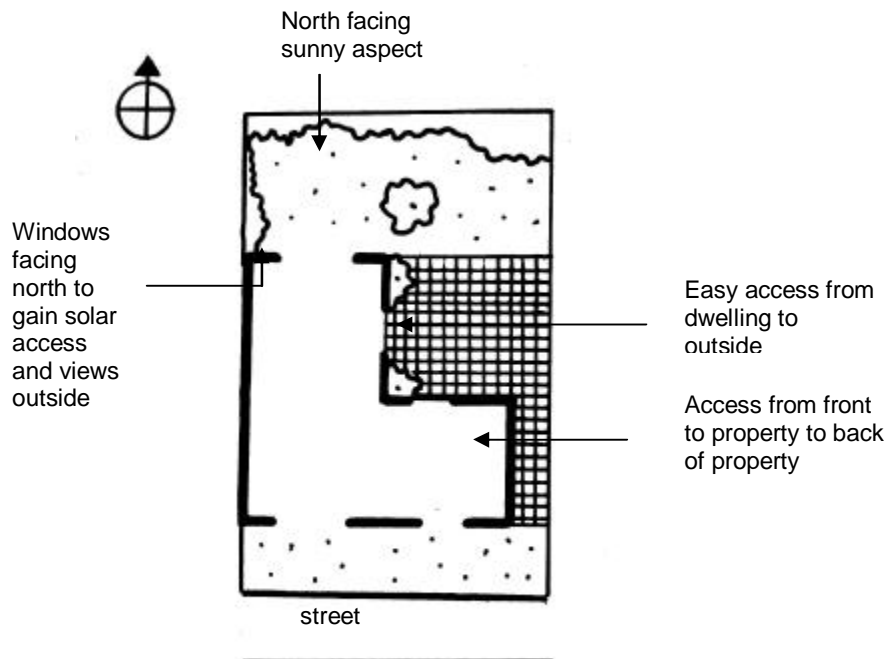 North facing
sunny aspect
Windows
facing
north to
gain solar
access
and views
outside
Easy access from
dwelling to
outside
Access from front
to property to back
of property
street